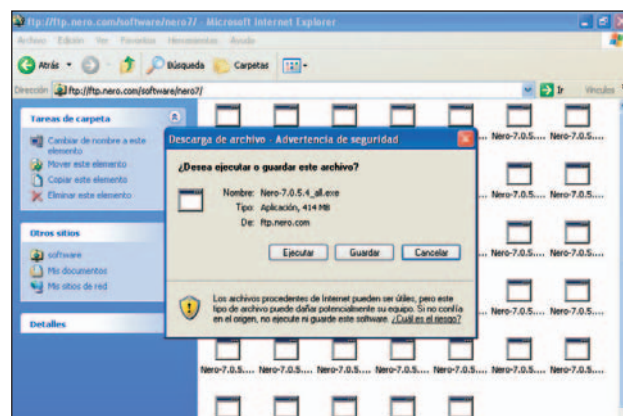 ftp://ftp.nero.com/software/nero7/ - Microsoft Internet Explorer
Archivo Edición Ver Favoritos Herramientas Ayuda
Atrás Búsqueda Carpetas
Dirección ftp://ftp.nero.com/software/nero7/ Ir Vínculos
Tareas de carpeta
Cambiar de nombre a este
elemento
Mover este elemento
Copiar este elemento
Eliminar este elemento
Otros sitios
software
Mis documentos
Mis sitios de red
Detalles
Descarga de archivo - Advertencia de seguridad
¿Desea ejecutar o guardar este archivo?
Nombre: Nero-7.0.5.4_all.exe
Tipo: Aplicación, 414 MB
De: ftp.nero.com
Ejecutar Guardar Cancelar
Los archivos procedentes de Internet pueden ser útiles, pero este
tipo de archivo puede dañar potencialmente su equipo. Si no confía
en el origen, no ejecute ni guarde este software. ¿Cuál es el riesgo?
Nero-7.0.5.... Nero-7.0.5....
Nero-7.0.5.... Nero-7.0.5....
Nero-7.0.5.... Nero-7.0.5....
Nero-7.0.5.... Nero-7.0.5....
Nero-7.0.5.... Nero-7.0.5.... Nero-7.0.5.... Nero-7.0.5.... Nero-7.0.5.... Nero-7.0.5.... Nero-7.0.5....